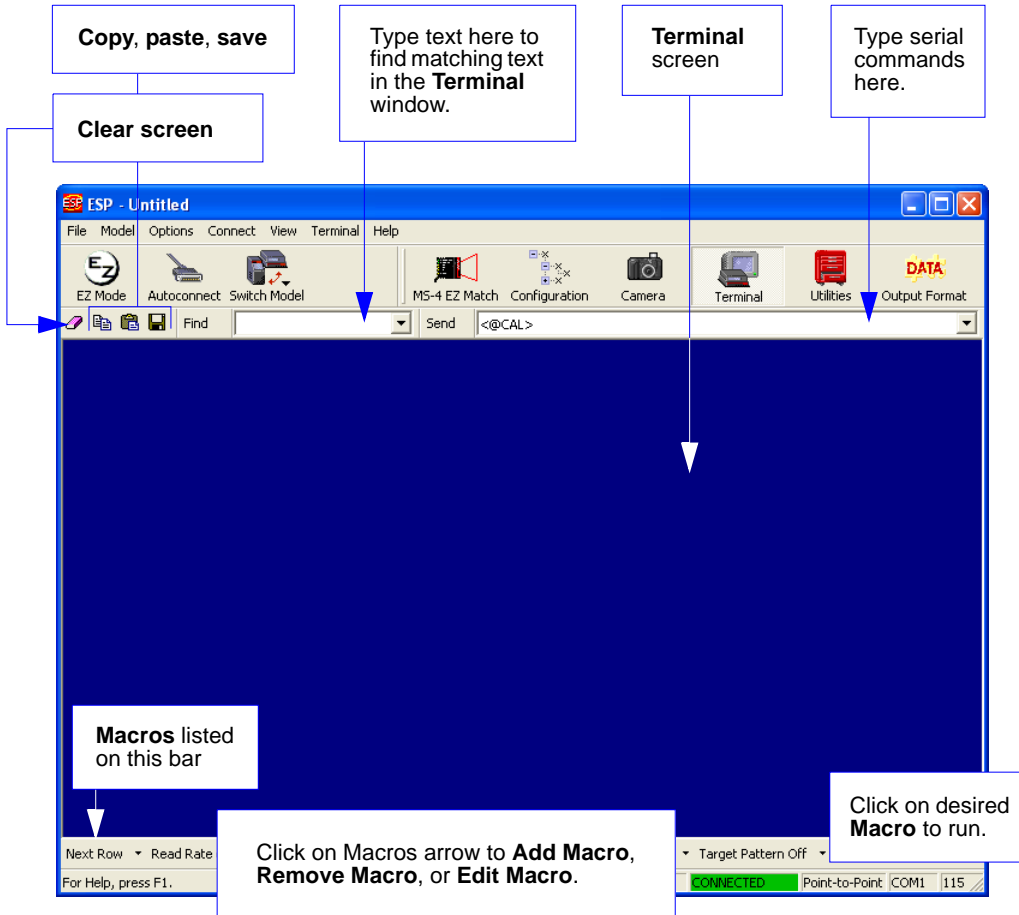 Copy, paste, save
Type text here to
find matching text
in the Terminal
window.
Terminal
screen
Type serial
commands
here.
Clear screen
ESP - Untitled
File Model Options Connect View Terminal Help
EZ
EZ Mode Autoconnect Switch Model MS-4 EZ Match Configuration Camera Terminal Utilities DATA Output Format
Find Send <@CAL>
Macros listed
on this bar
Click on desired
Macro to run.
Click on Macros arrow to Add Macro,
Remove Macro, or Edit Macro.
Next Row Read Rate Target Pattern Off
For Help, press F1. CONNECTED Point-to-Point COM1 115